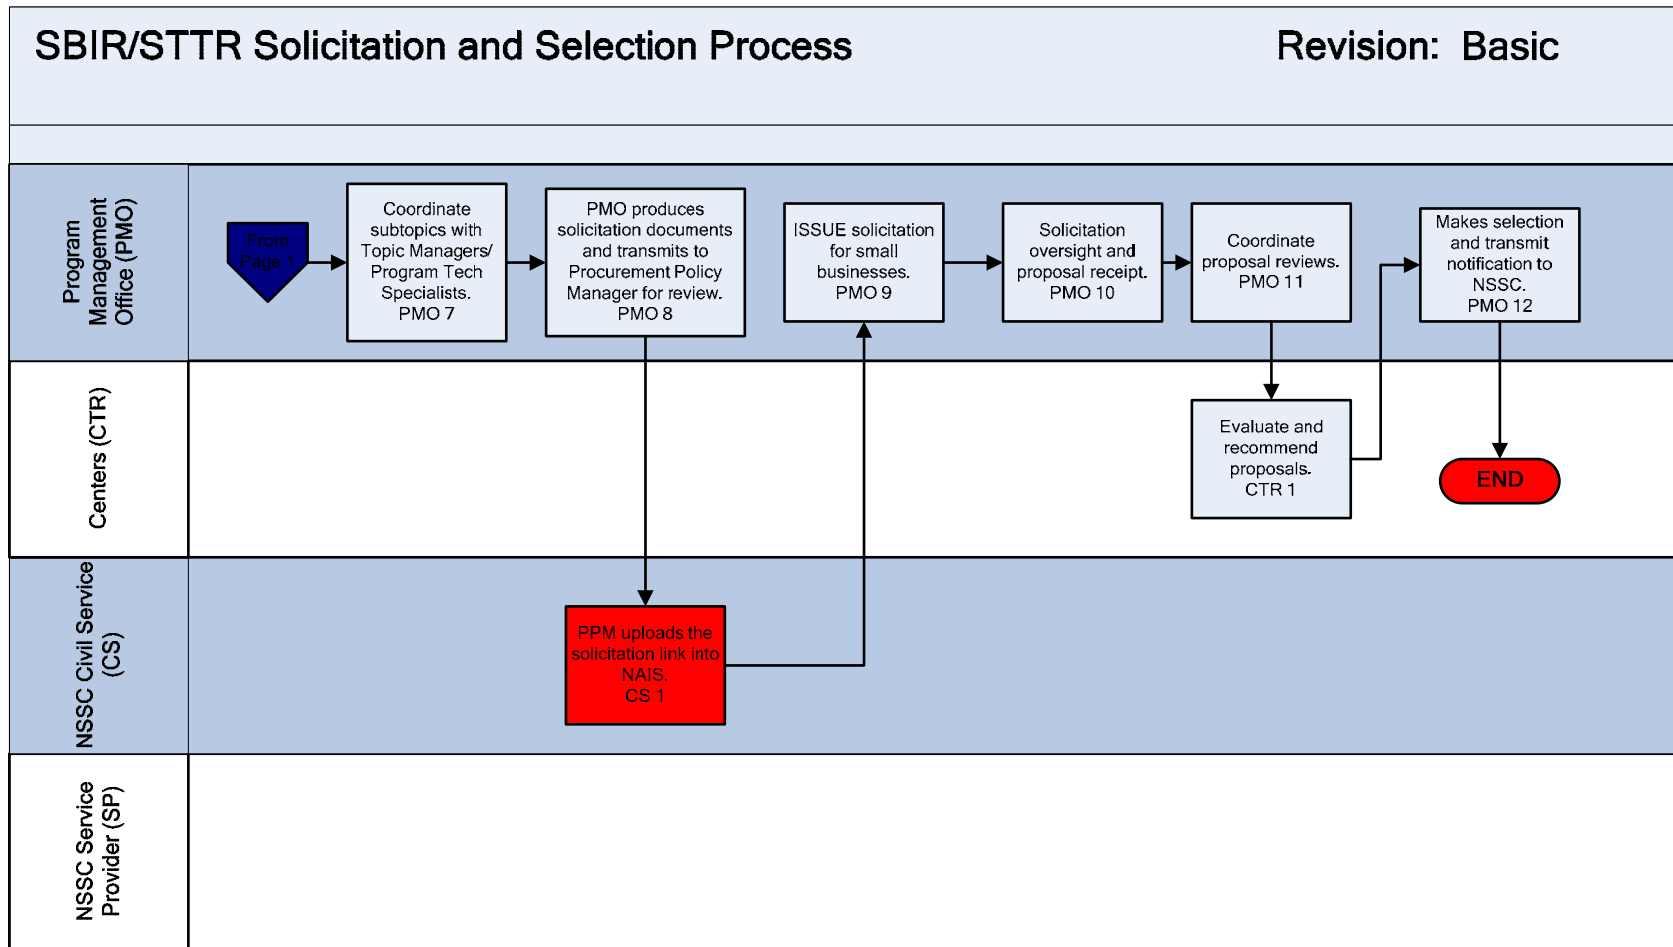 SBIR/STTR Solicitation and Selection Process
Revision: Basic
Program
Management
Office (PMO)
From
Page 1
Coordinate
subtopics with
Topic Managers/
Program Tech
Specialists.
PMO 7
PMO produces
solicitation documents
and transmits to
Procurement Policy
Manager for review.
PMO 8
ISSUE solicitation
for small
businesses.
PMO 9
Solicitation
oversight and
proposal receipt.
PMO 10
Coordinate
proposal reviews.
PMO 11
Makes selection
and transmit
notification to
NSSC.
PMO 12
Centers (CTR)
Evaluate and
recommend
proposals.
CTR 1
END
NSSC Civil Service
(CS)
PPM uploads the
solicitation link into
NAIS.
CS 1
NSSC Service
Provider (SP)